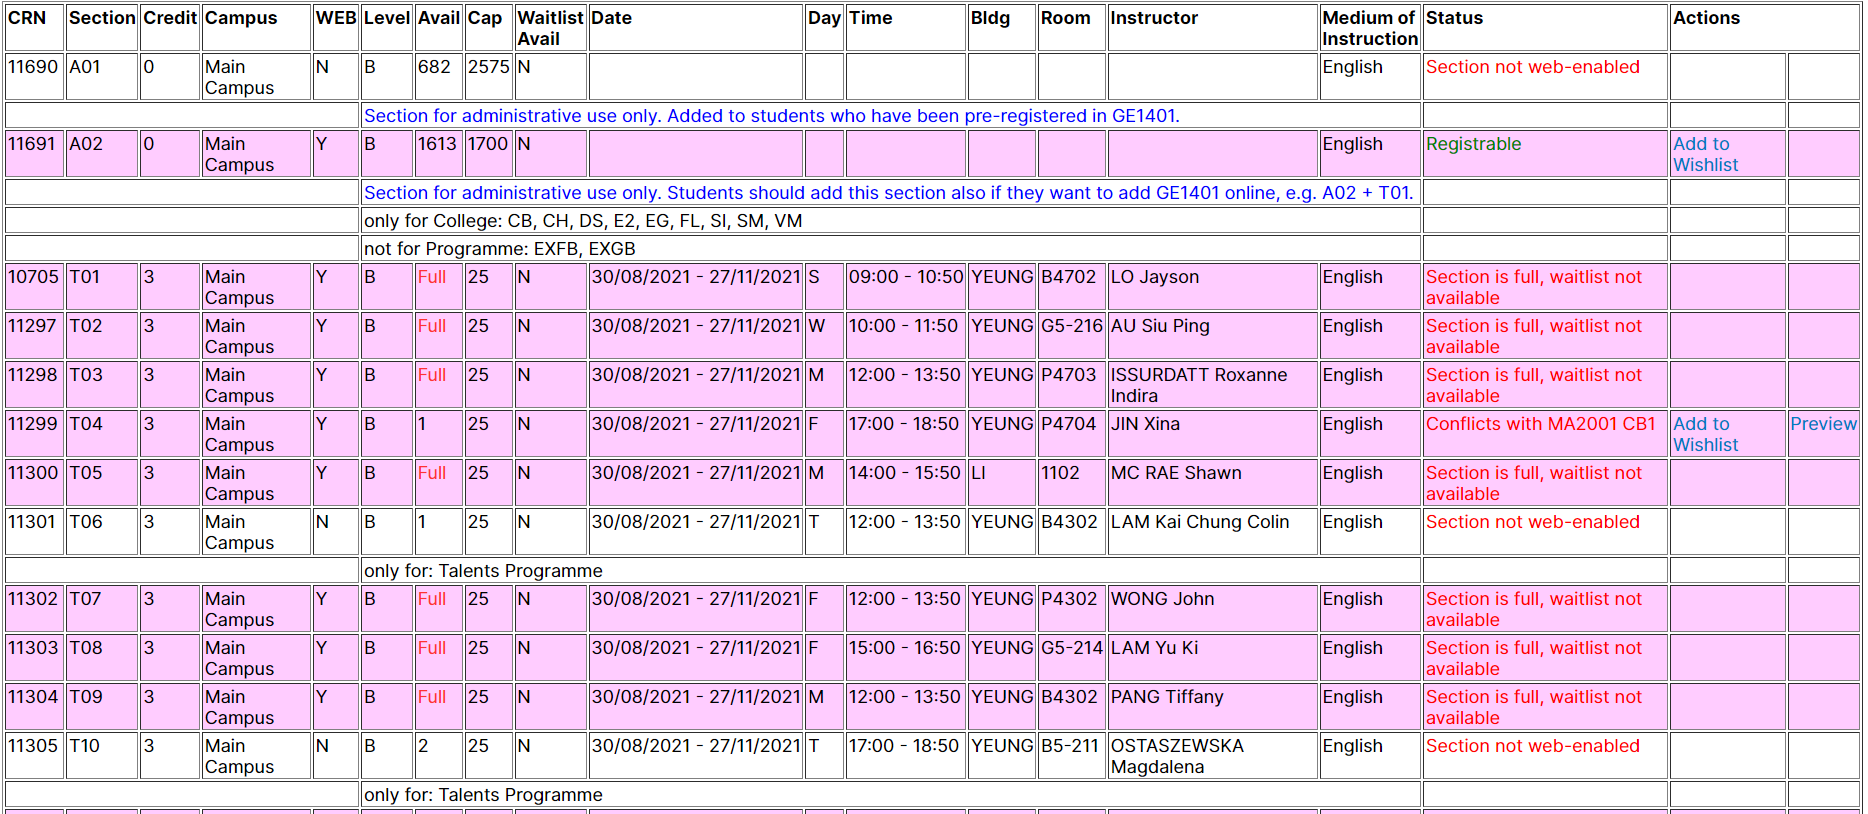 CRN Section Credit Campus WEB Level Avail Cap Waitlist Avail Date Day Time Bldg Room Instructor Medium of Instruction Status Actions
11690 A01 0 Main Campus N B 682 2575 N English Section not web-enabled
Section for administrative use only. Added to students who have been pre-registered in GE1401.
11691 A02 0 Main Campus Y B 1613 1700 N English Registrable Add to Wishlist
Section for administrative use only. Students should add this section also if they want to add GE1401 online, e.g. A02 + T01.
only for College: CB, CH, DS, E2, EG, FL, SI, SM, VM
not for Programme: EXFB, EXGB
10705 T01 3 Main Campus Y B Full 25 N 30/08/2021 - 27/11/2021 S 09:00 - 10:50 YEUNG B4702 LO Jayson English Section is full, waitlist not available
11297 T02 3 Main Campus Y B Full 25 N 30/08/2021 - 27/11/2021 W 10:00 - 11:50 YEUNG G5-216 AU Siu Ping English Section is full, waitlist not available
11298 T03 3 Main Campus Y B Full 25 N 30/08/2021 - 27/11/2021 M 12:00 - 13:50 YEUNG P4703 ISSURDATT Roxanne Indira English Section is full, waitlist not available
11299 T04 3 Main Campus Y B 1 25 N 30/08/2021 - 27/11/2021 F 17:00 - 18:50 YEUNG P4704 JIN Xina English Conflicts with MA2001 CB1 Add to Wishlist Preview
11300 T05 3 Main Campus Y B Full 25 N 30/08/2021 - 27/11/2021 M 14:00 - 15:50 LI 1102 MC RAE Shawn English Section is full, waitlist not available
11301 T06 3 Main Campus N B 1 25 N 30/08/2021 - 27/11/2021 T 12:00 - 13:50 YEUNG B4302 LAM Kai Chung Colin English Section not web-enabled
only for: Talents Programme
11302 T07 3 Main Campus Y B Full 25 N 30/08/2021 - 27/11/2021 F 12:00 - 13:50 YEUNG P4302 WONG John English Section is full, waitlist not available
11303 T08 3 Main Campus Y B Full 25 N 30/08/2021 - 27/11/2021 F 15:00 - 16:50 YEUNG G5-214 LAM Yu Ki English Section is full, waitlist not available
11304 T09 3 Main Campus Y B Full 25 N 30/08/2021 - 27/11/2021 M 12:00 - 13:50 YEUNG B4302 PANG Tiffany English Section is full, waitlist not available
11305 T10 3 Main Campus N B 2 25 N 30/08/2021 - 27/11/2021 T 17:00 - 18:50 YEUNG B5-211 OSTASZEWSKA Magdalena English Section not web-enabled
only for: Talents Programme